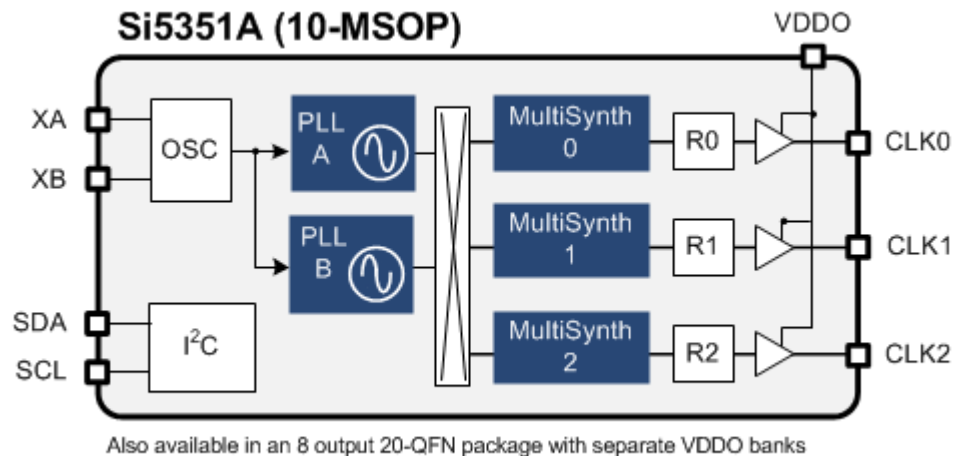 Si5351A (10-MSOP)
VDDO
XA
XB
OSC
PLL
A
PLL
B
MultiSynth
0
R0
CLK0
MultiSynth
1
R1
CLK1
SDA
SCL
I²C
MultiSynth
2
R2
CLK2
Also available in an 8 output 20-QFN package with separate VDDO banks